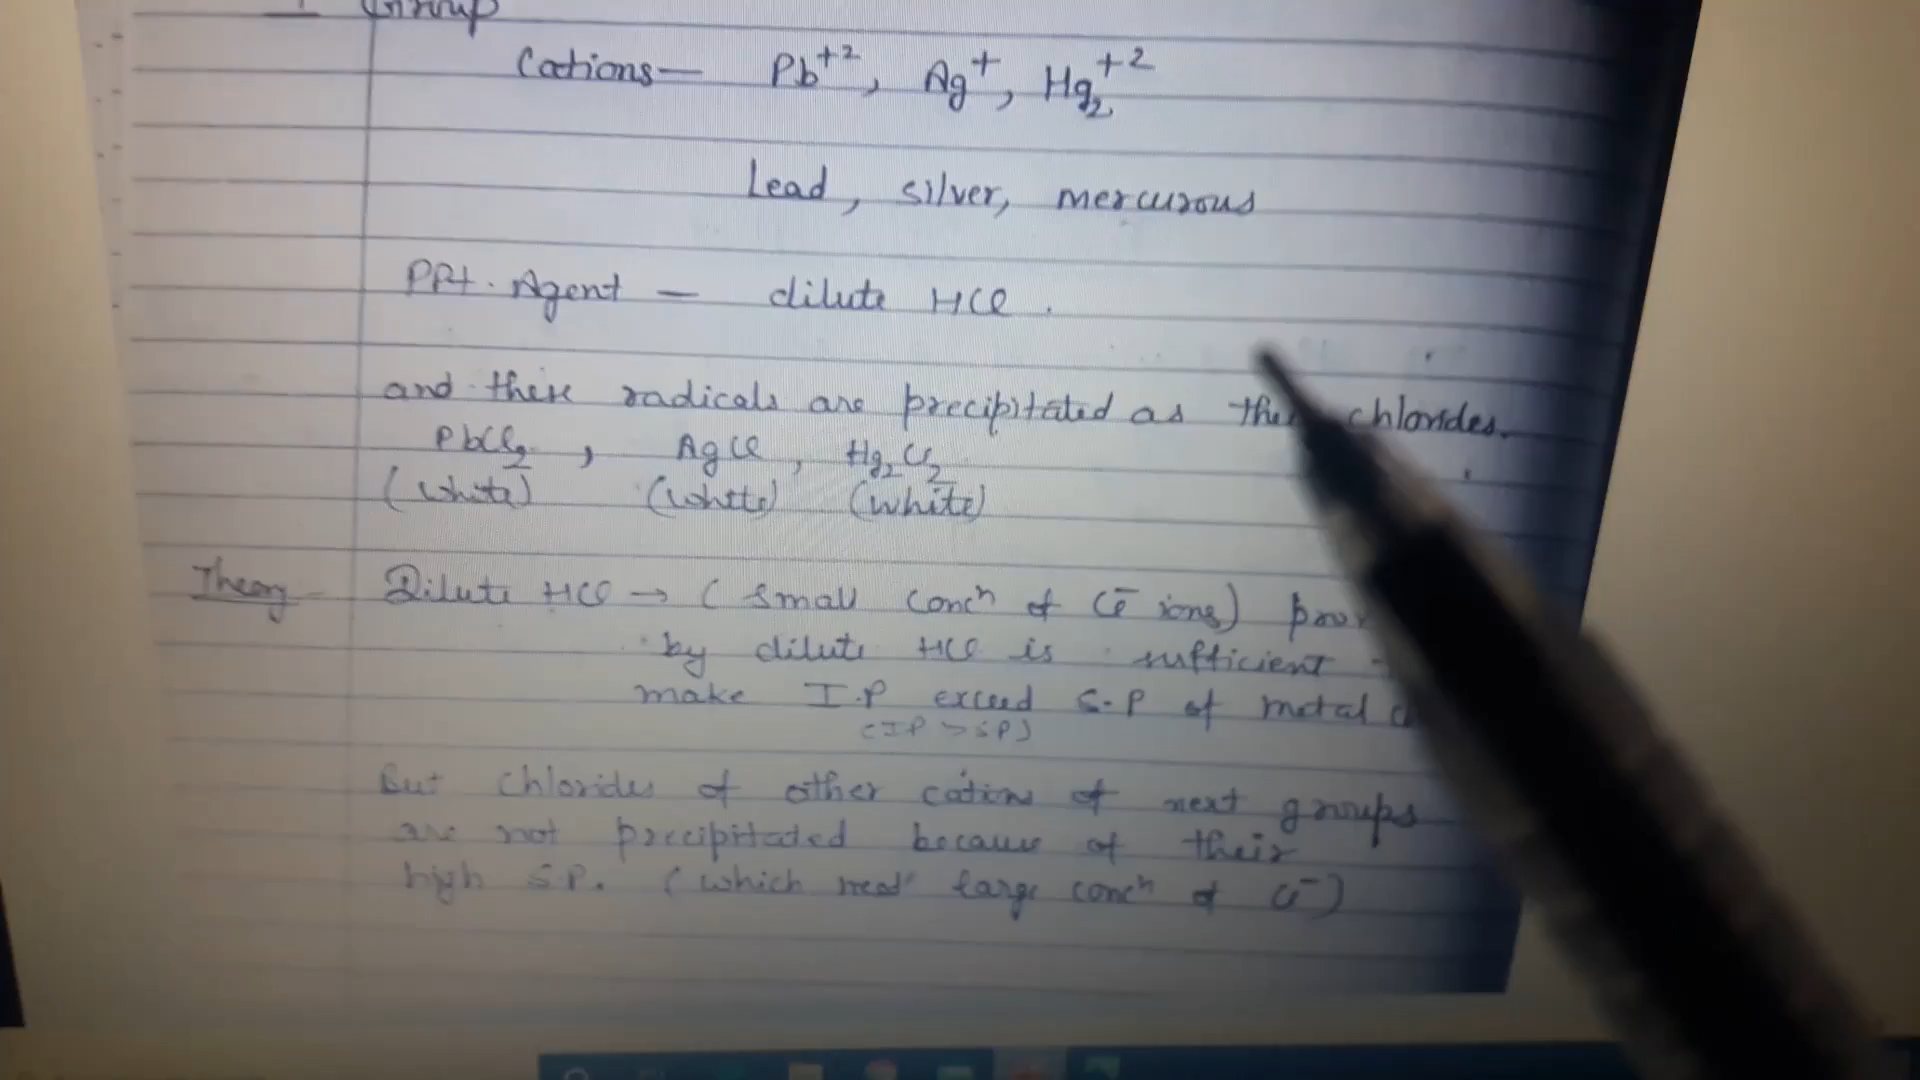 I Group
Cations— Pb+2, Ag+, Hg2+2
Lead, silver, mercurous
PPt. Agent — dilute HCl.
and these radicals are precipitated as chlorides.
PbCl2, AgCl, Hg2Cl2
(white) (white) (white)
Theory - Dilute HCl → (small concn of Cl- ions)
by dilute HCl is sufficient
make I.P exceed S.P of metal
(IP > SP)
But chlorides of other cations of next groups
are not precipitated because of their
high S.P. (which need large concn of Cl-)